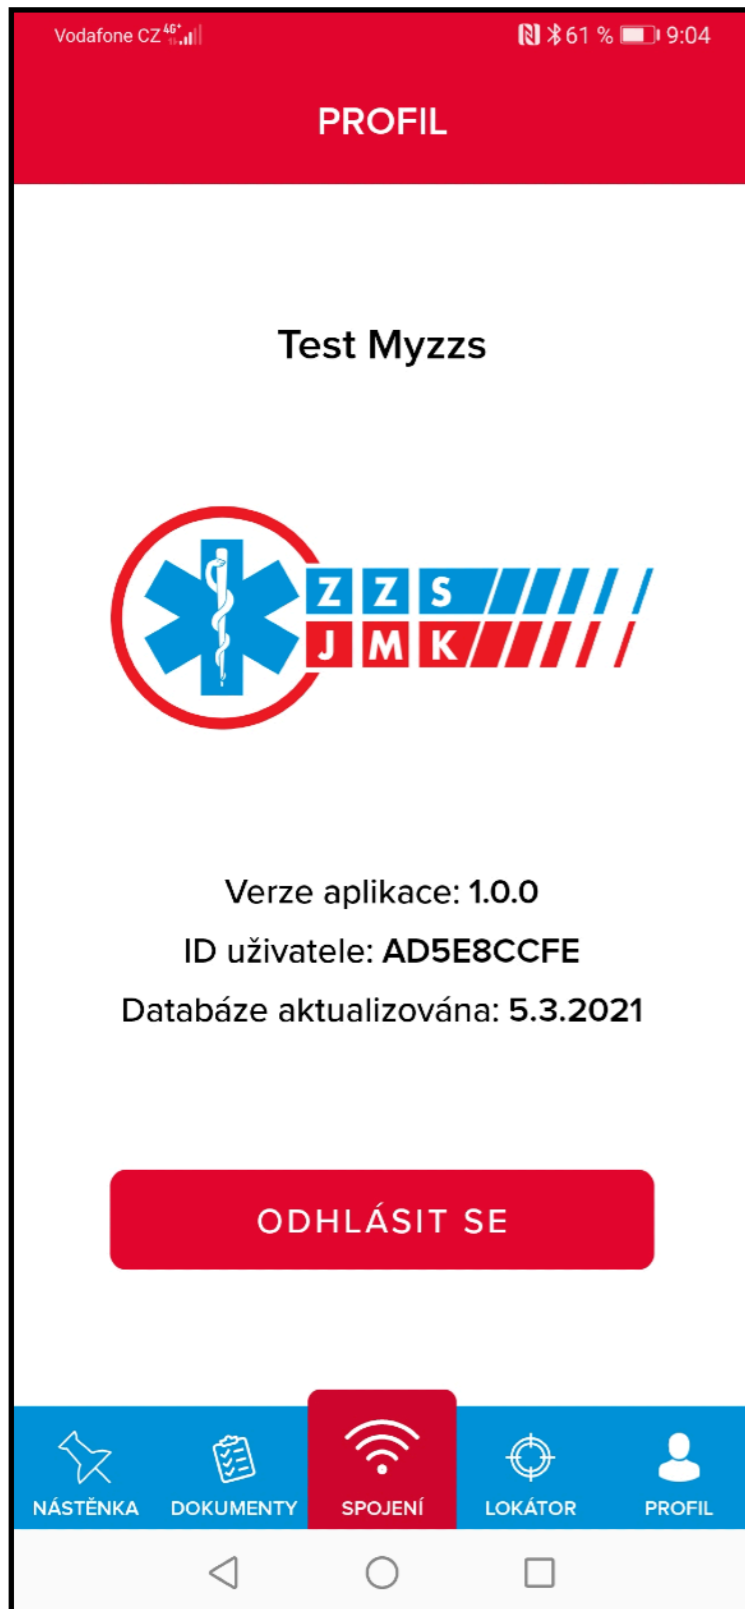 Vodafone CZ 4G+ 61 % 9:04
PROFIL
Test Myzzs
ZZS
JMK
Verze aplikace: 1.0.0
ID uživatele: AD5E8CCFE
Databáze aktualizována: 5.3.2021
ODHLÁSIT SE
NÁSTĚNKA DOKUMENTY SPOJENÍ LOKÁTOR PROFIL